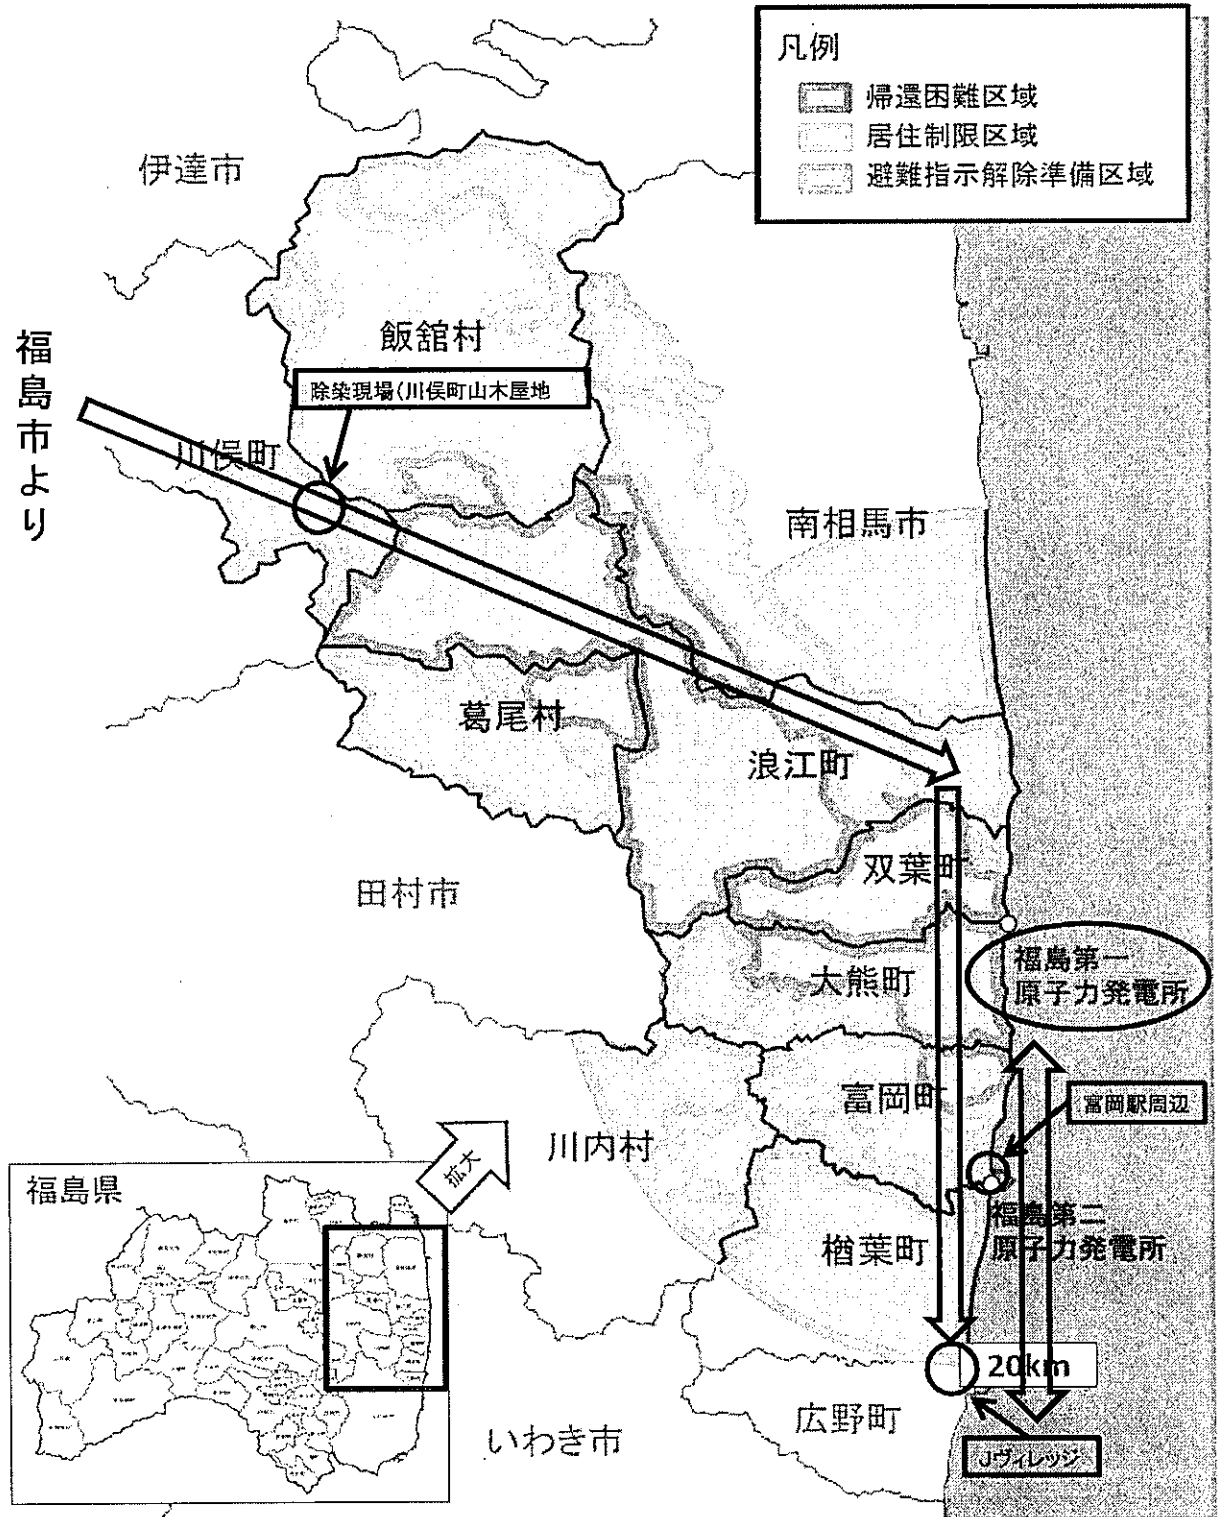 凡例
帰還困難区域
居住制限区域
避難指示解除準備区域
伊達市
飯舘村
福島市より
除染現場(川俣町山木屋地
川俣町
南相馬市
葛尾村
浪江町
双葉町
田村市
福島第一
原子力発電所
大熊町
富岡町
富岡駅周辺
川内村
拡大
福島県
福島第二
原子力発電所
楢葉町
20km
広野町
いわき市
Jヴィレッジ